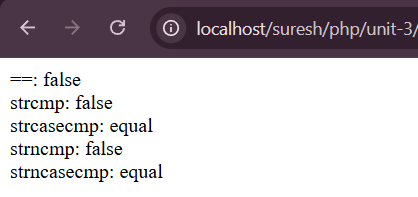 localhost/suresh/php/unit-3/
==: false
strcmp: false
strcasecmp: equal
strncmp: false
strncasecmp: equal